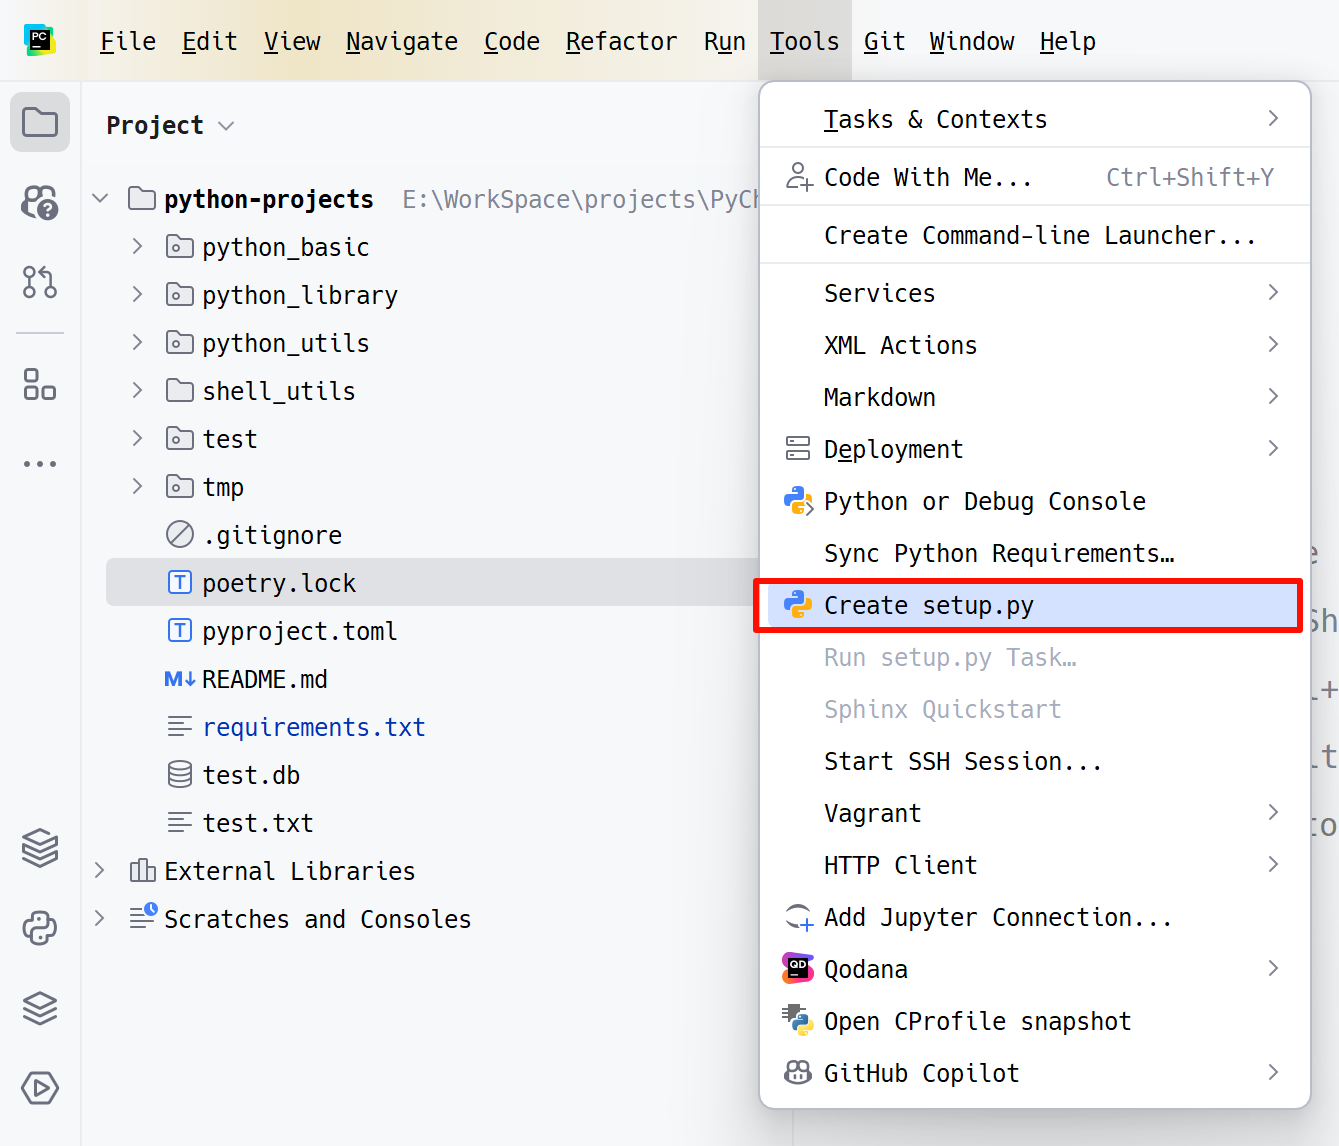 PC
File Edit View Navigate Code Refactor Run Tools Git Window Help
Project
python-projects E:\WorkSpace\projects\PyCh
python_basic
python_library
python_utils
shell_utils
test
tmp
.gitignore
poetry.lock
pyproject.toml
README.md
requirements.txt
test.db
test.txt
External Libraries
Scratches and Consoles
Tasks & Contexts
Code With Me... Ctrl+Shift+Y
Create Command-line Launcher...
Services
XML Actions
Markdown
Deployment
Python or Debug Console
Sync Python Requirements…
Create setup.py
Run setup.py Task…
Sphinx Quickstart
Start SSH Session...
Vagrant
HTTP Client
Add Jupyter Connection...
QD
Qodana
Open CProfile snapshot
GitHub Copilot